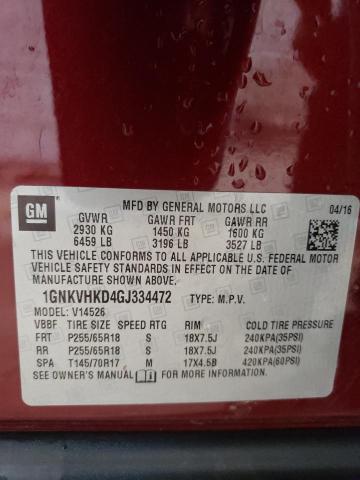 GM
MFD BY GENERAL MOTORS LLC 04/16
GVWR GAWR FRT GAWR RR
2930 KG 1450 KG 1600 KG
6459 LB 3196 LB 3527 LB
THIS VEHICLE CONFORMS TO ALL APPLICABLE U.S. FEDERAL MOTOR
VEHICLE SAFETY AND THEFT PREVENTION STANDARDS IN EFFECT ON THE DATE OF
MANUFACTURE SHOWN ABOVE.
1GNKVHKD4GJ334472 TYPE: M.P.V.
MODEL: V14526
VBBF TIRE SIZE SPEED RTG RIM COLD TIRE PRESSURE
FRT P255/65R18 S 18X7.5J 240KPA(35PSI)
RR P255/65R18 S 18X7.5J 240KPA(35PSI)
SPA T145/70R17 M 17X4.5B 420KPA(60PSI)
SEE OWNER'S MANUAL FOR MORE INFORMATION.